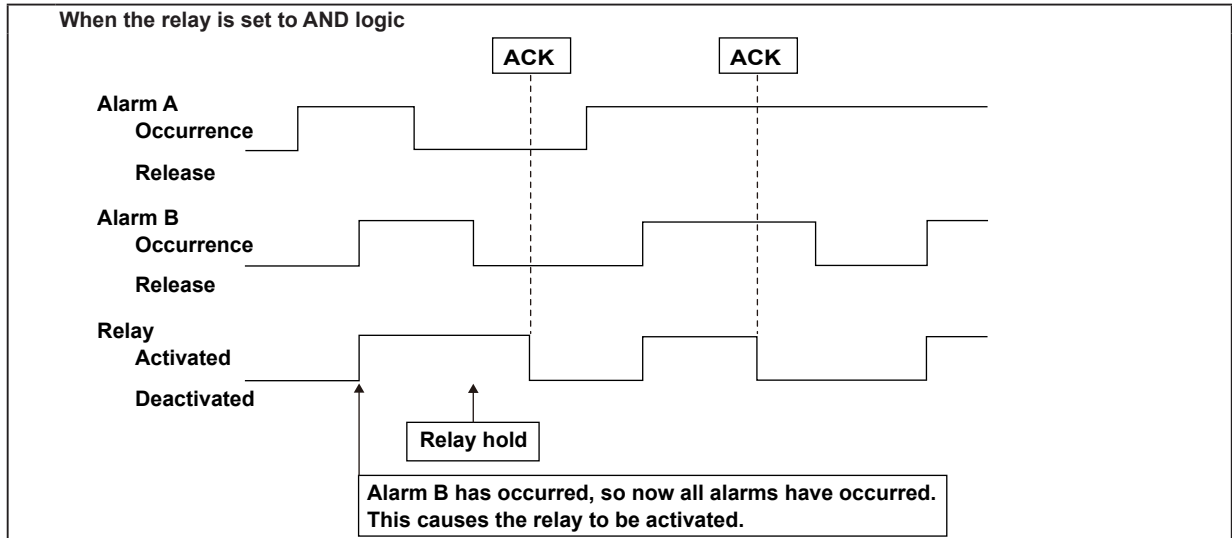 When the relay is set to AND logic
ACK
ACK
Alarm A
Occurrence
Release
Alarm B
Occurrence
Release
Relay
Activated
Deactivated
Relay hold
Alarm B has occurred, so now all alarms have occurred.
This causes the relay to be activated.